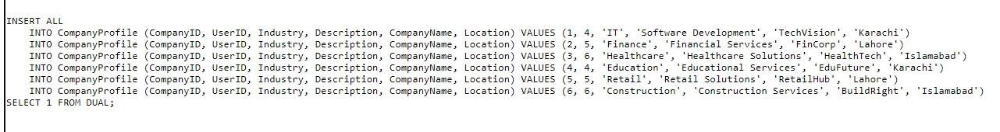 INSERT ALL
INTO CompanyProfile (CompanyID, UserID, Industry, Description, CompanyName, Location) VALUES (1, 4, 'IT', 'Software Development', 'TechVision', 'Karachi')
INTO CompanyProfile (CompanyID, UserID, Industry, Description, CompanyName, Location) VALUES (2, 5, 'Finance', 'Financial Services', 'FinCorp', 'Lahore')
INTO CompanyProfile (CompanyID, UserID, Industry, Description, CompanyName, Location) VALUES (3, 6, 'Healthcare', 'Healthcare Solutions', 'HealthTech', 'Islamabad')
INTO CompanyProfile (CompanyID, UserID, Industry, Description, CompanyName, Location) VALUES (4, 4, 'Education', 'Educational Services', 'EduFuture', 'Karachi')
INTO CompanyProfile (CompanyID, UserID, Industry, Description, CompanyName, Location) VALUES (5, 5, 'Retail', 'Retail Solutions', 'RetailHub', 'Lahore')
INTO CompanyProfile (CompanyID, UserID, Industry, Description, CompanyName, Location) VALUES (6, 6, 'Construction', 'Construction Services', 'BuildRight', 'Islamabad')
SELECT 1 FROM DUAL;